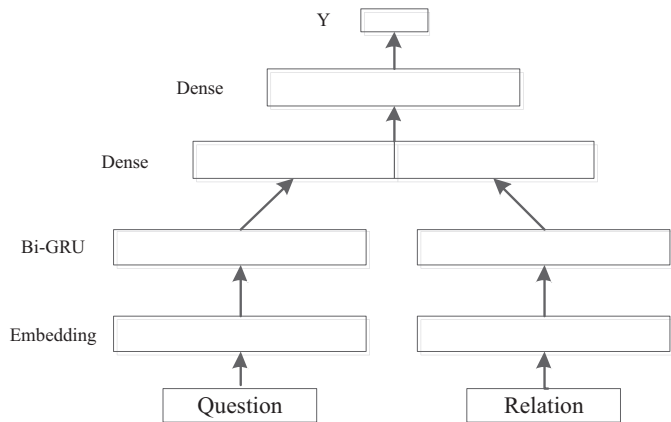 Y
Dense
Dense
Bi-GRU
Embedding
Question
Relation